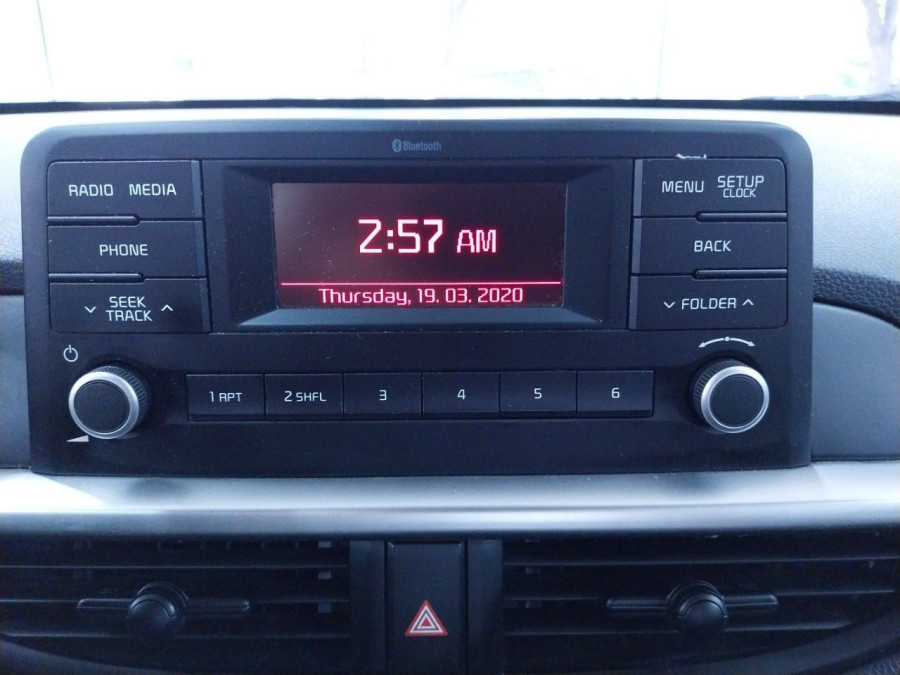 Bluetooth
RADIO MEDIA
MENU SETUP
CLOCK
2:57 AM
PHONE
BACK
Thursday, 19. 03. 2020
SEEK
TRACK
FOLDER
1 RPT 2 SHFL 3 4 5 6